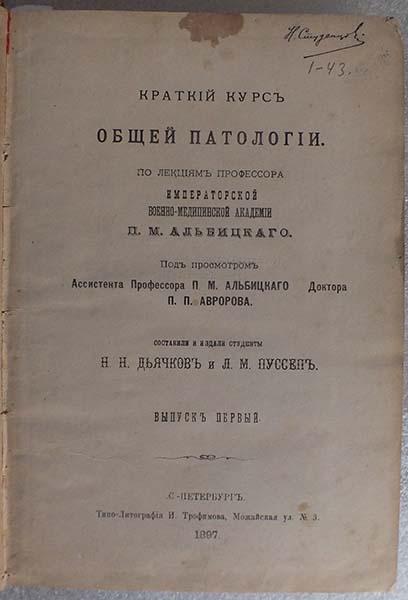 Н. Студенцов
1-43.
КРАТКІЙ КУРСЪ
ОБЩЕЙ ПАТОЛОГІИ.
ПО ЛЕКЦІЯМЪ ПРОФЕССОРА
ИМПЕРАТОРСКОЙ
ВОЕННО-МЕДИЦИНСКОЙ АКАДЕМІИ
П. М. АЛЬБИЦКАГО.
Подъ просмотромъ
Ассистента Профессора П. М. АЛЬБИЦКАГО Доктора
П. П. АВРОРОВА.
СОСТАВИЛИ И ИЗДАЛИ СТУДЕНТЫ
Н. Н. ДЬЯЧКОВЪ и Л. М. ПУССЕПЪ.
ВЫПУСКЪ ПЕРВЫЙ.
С.-ПЕТЕРБУРГЪ.
Типо-Литографія И. Трофимова, Можайская ул. № 3.
1897.